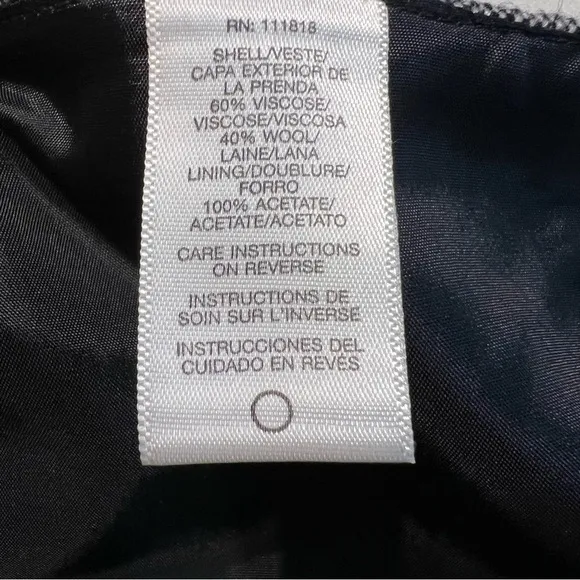 RN: 111818
SHELL/VESTE/
CAPA EXTERIOR DE
LA PRENDA
60% VISCOSE/
VISCOSE/VISCOSA
40% WOOL/
LAINE/LANA
LINING/DOUBLURE/
FORRO
100% ACETATE/
ACETATE/ACETATO
CARE INSTRUCTIONS
ON REVERSE
INSTRUCTIONS DE
SOIN SUR L'INVERSE
INSTRUCCIONES DEL
CUIDADO EN REVÉS